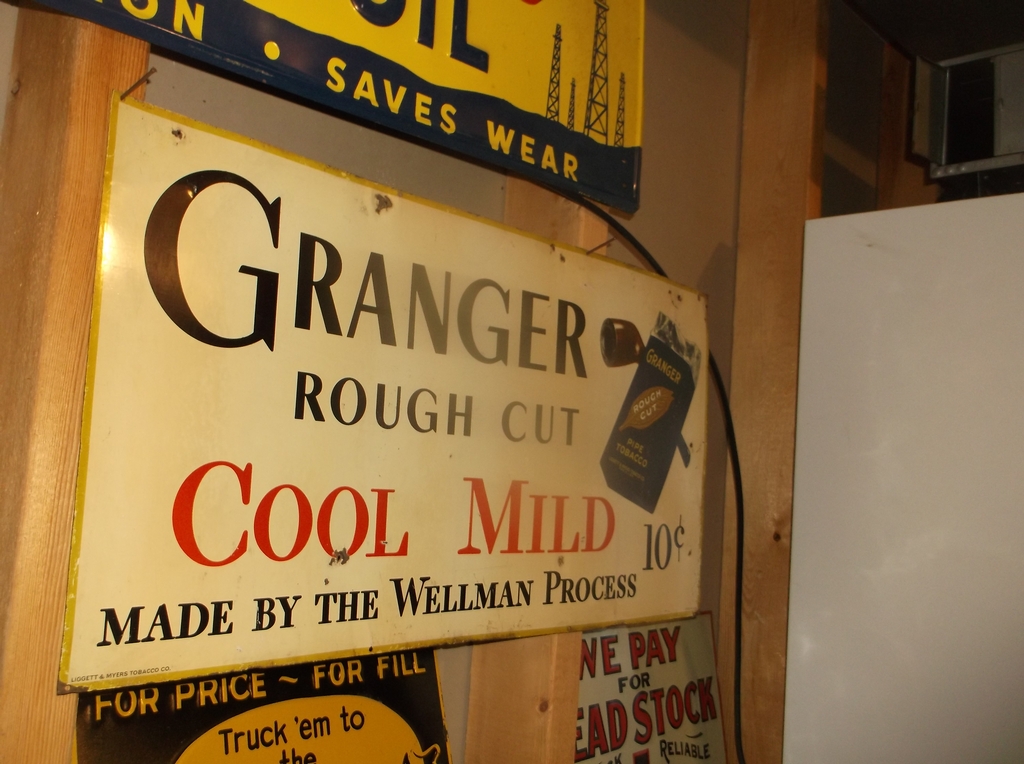 OIL
SAVES WEAR
GRANGER
ROUGH CUT
COOL MILD
10¢
MADE BY THE WELLMAN PROCESS
LIGGETT & MYERS TOBACCO CO.
GRANGER
ROUGH
CUT
PIPE
TOBACCO
FOR PRICE ~ FOR FILL
Truck 'em to
the
WE PAY
FOR
EAD STOCK
RELIABLE